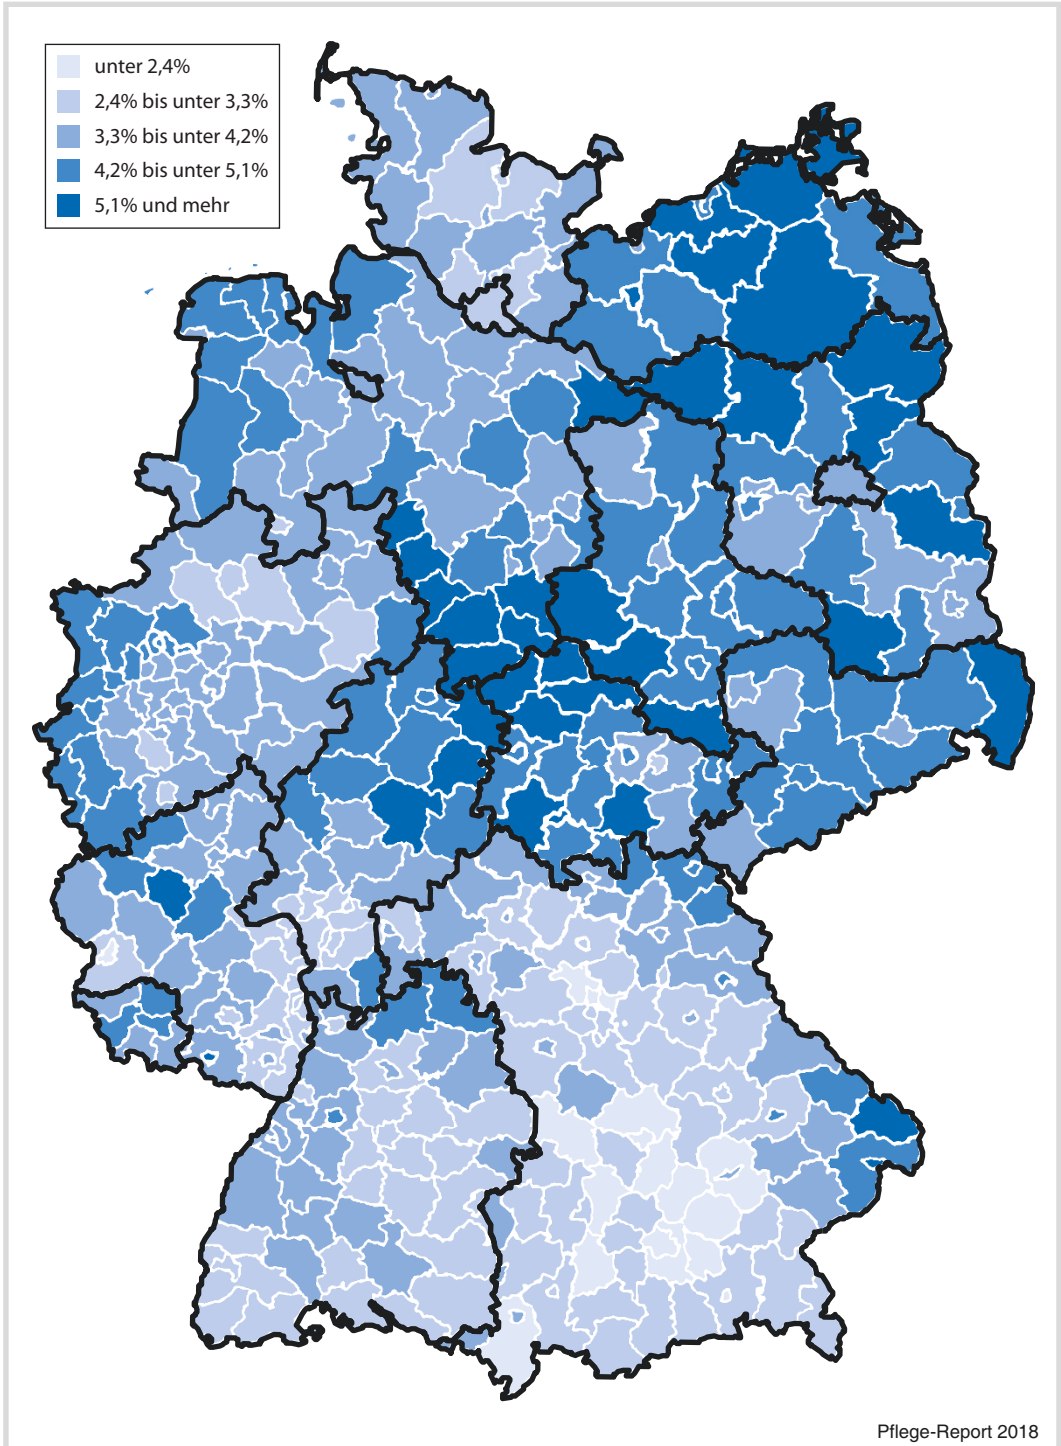 unter 2,4%
2,4% bis unter 3,3%
3,3% bis unter 4,2%
4,2% bis unter 5,1%
5,1% und mehr
Pflege-Report 2018